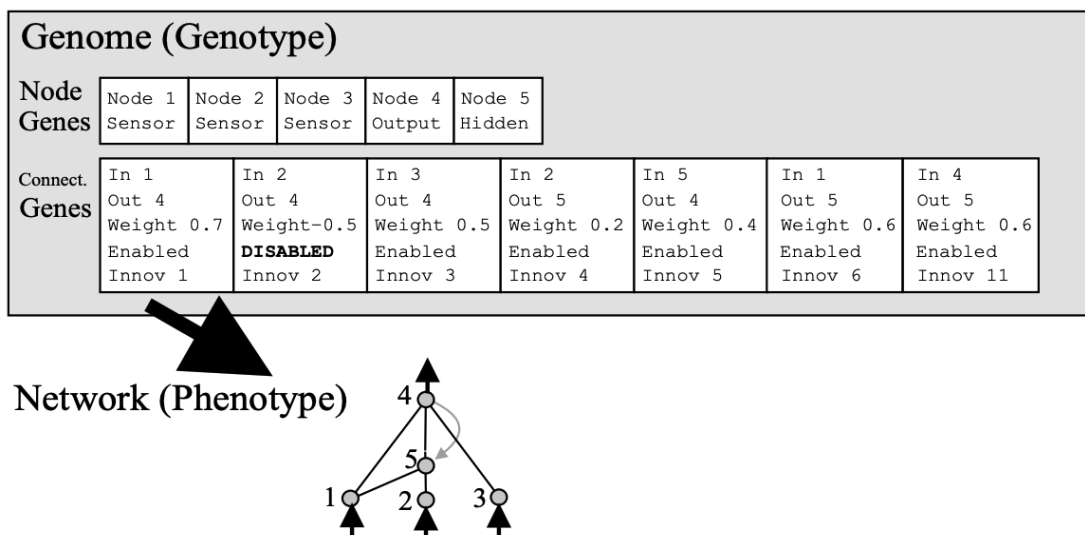 Genome (Genotype)
Node Genes
Node 1 Node 2 Node 3 Node 4 Node 5
Sensor Sensor Sensor Output Hidden
Connect. Genes
In 1 In 2 In 3 In 2 In 5 In 1 In 4
Out 4 Out 4 Out 4 Out 5 Out 4 Out 5 Out 5
Weight 0.7 Weight-0.5 Weight 0.5 Weight 0.2 Weight 0.4 Weight 0.6 Weight 0.6
Enabled DISABLED Enabled Enabled Enabled Enabled Enabled
Innov 1 Innov 2 Innov 3 Innov 4 Innov 5 Innov 6 Innov 11
Network (Phenotype)
4
5
1 2 3